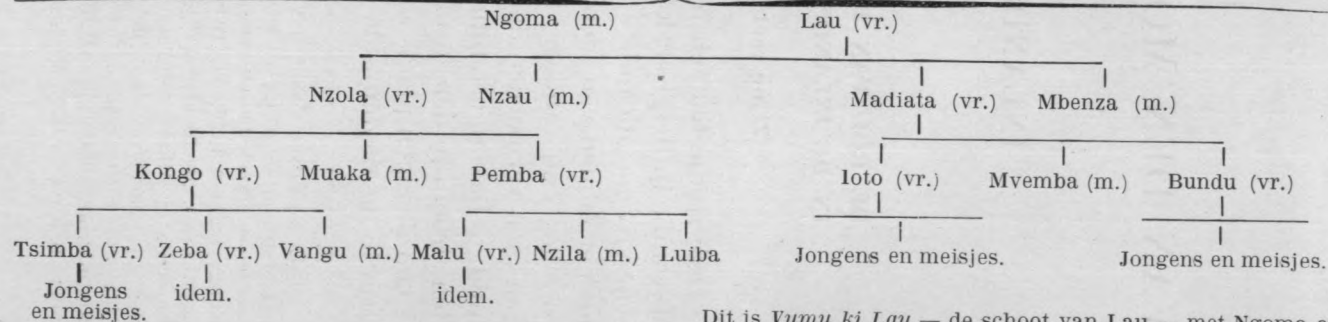 Ngoma (m.) Lau (vr.)
Nzola (vr.) Nzau (m.) Madiata (vr.) Mbenza (m.)
Kongo (vr.) Muaka (m.) Pemba (vr.) Ioto (vr.) Mvemba (m.) Bundu (vr.)
Tsimba (vr.) Zeba (vr.) Vangu (m.) Malu (vr.) Nzila (m.) Luiba Jongens en meisjes. Jongens en meisjes.
Jongens idem. idem.
en meisjes.
Dit is Vumu ki Lau — de schoot van Lau — met Ngoma